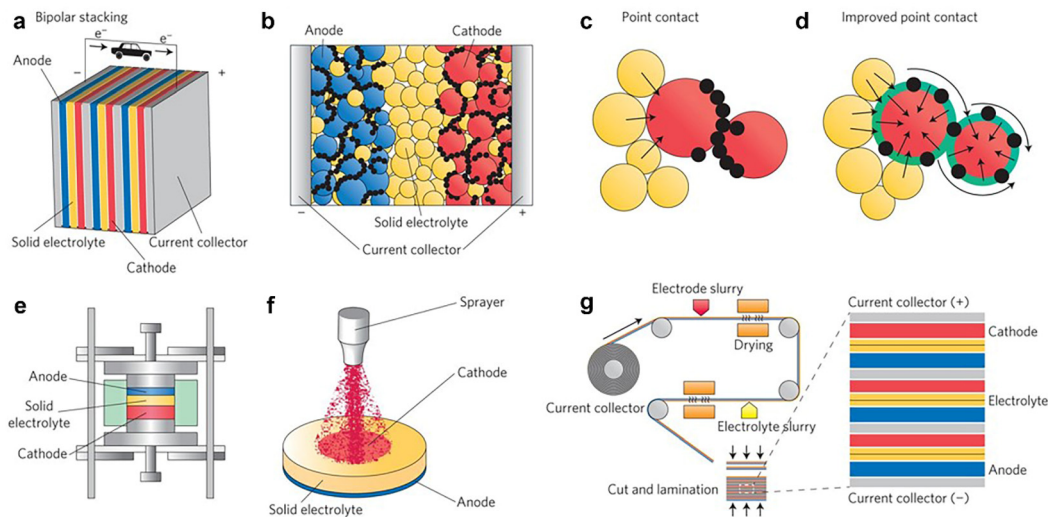 a
Bipolar stacking
e⁻
e⁻
Anode
−
+
Solid electrolyte
Current collector
Cathode
b
Anode
Cathode
Solid electrolyte
−
+
Current collector
c
Point contact
d
Improved point contact
e
Anode
Solid
electrolyte
Cathode
f
Sprayer
Cathode
Solid electrolyte
Anode
g
Electrode slurry
Drying
Current collector
Electrolyte slurry
Cut and lamination
Current collector (+)
Cathode
Electrolyte
Anode
Current collector (−)